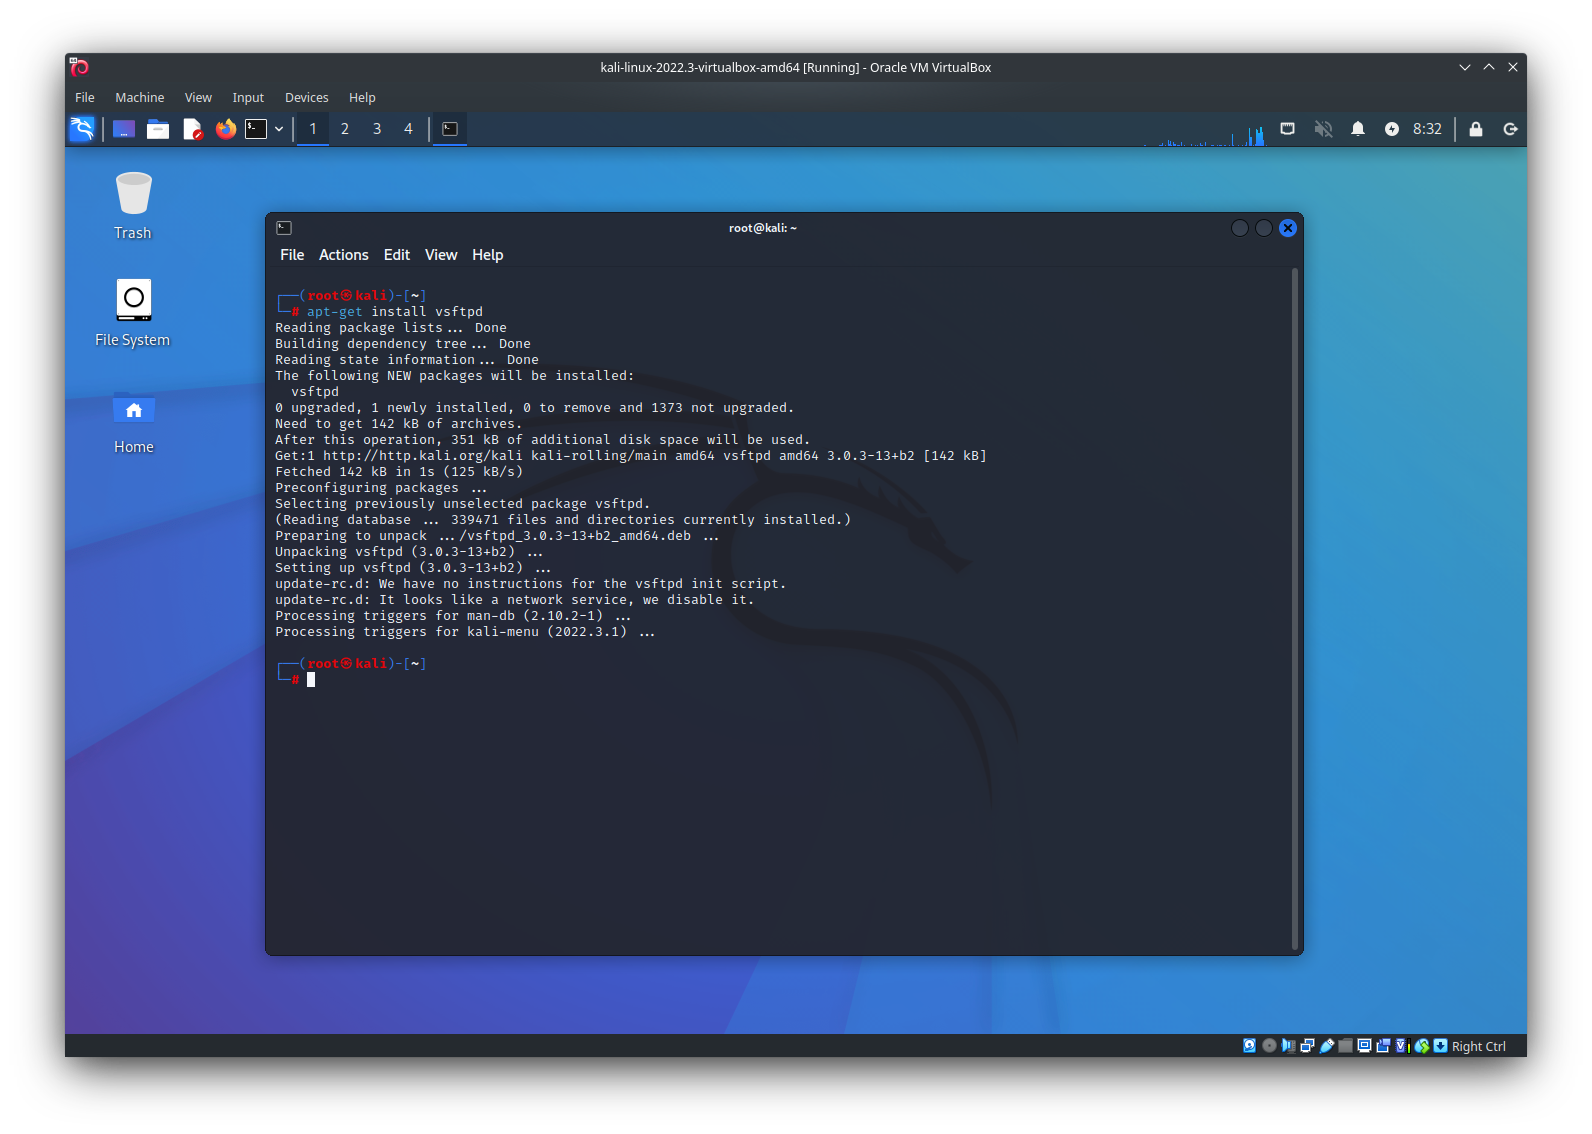 kali-linux-2022.3-virtualbox-amd64 [Running] - Oracle VM VirtualBox
File Machine View Input Devices Help
1 2 3 4 8:32
Trash
File System
Home
root@kali: ~
File Actions Edit View Help
┌──(root㉿kali)-[~]
└─# apt-get install vsftpd
Reading package lists... Done
Building dependency tree... Done
Reading state information... Done
The following NEW packages will be installed:
  vsftpd
0 upgraded, 1 newly installed, 0 to remove and 1373 not upgraded.
Need to get 142 kB of archives.
After this operation, 351 kB of additional disk space will be used.
Get:1 http://http.kali.org/kali kali-rolling/main amd64 vsftpd amd64 3.0.3-13+b2 [142 kB]
Fetched 142 kB in 1s (125 kB/s)
Preconfiguring packages ...
Selecting previously unselected package vsftpd.
(Reading database ... 339471 files and directories currently installed.)
Preparing to unpack .../vsftpd_3.0.3-13+b2_amd64.deb ...
Unpacking vsftpd (3.0.3-13+b2) ...
Setting up vsftpd (3.0.3-13+b2) ...
update-rc.d: We have no instructions for the vsftpd init script.
update-rc.d: It looks like a network service, we disable it.
Processing triggers for man-db (2.10.2-1) ...
Processing triggers for kali-menu (2022.3.1) ...
┌──(root㉿kali)-[~]
└─#
Right Ctrl